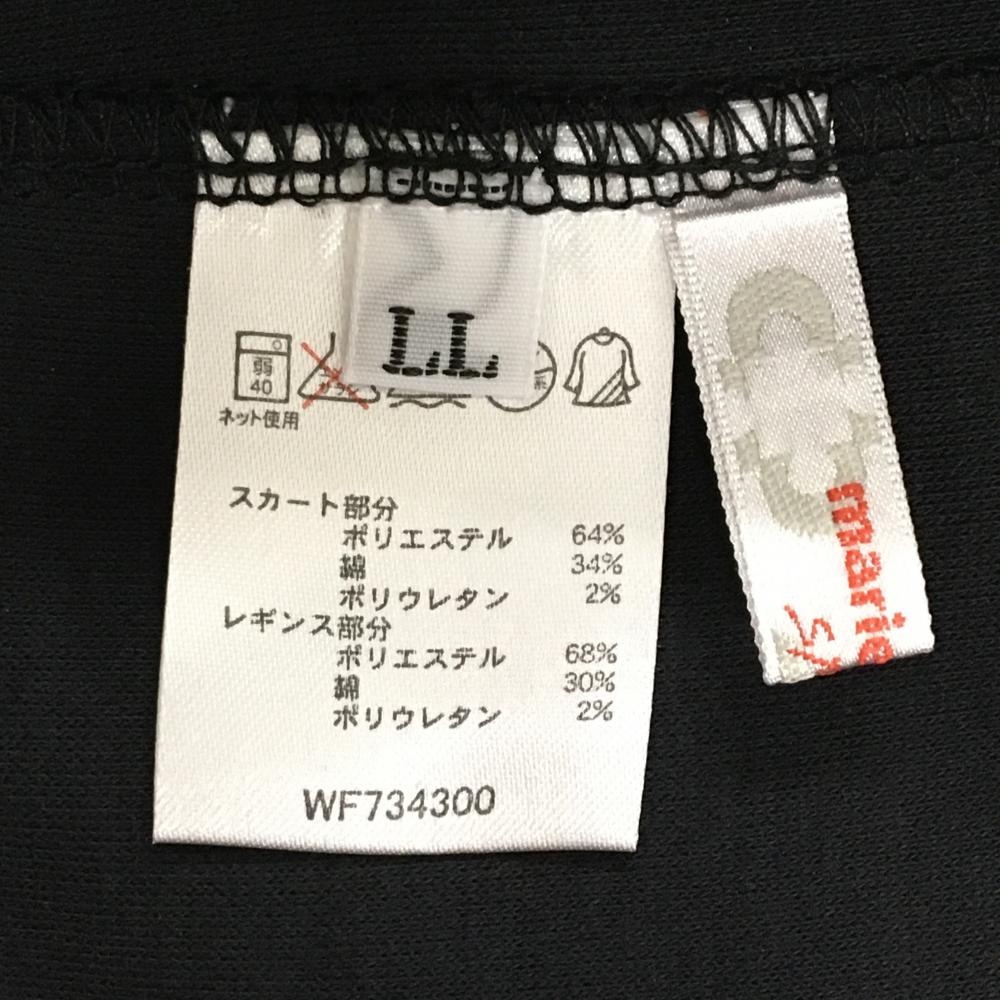 LL
弱
40
系
ネット使用
スカート部分
ポリエステル 64%
綿 34%
ポリウレタン 2%
レギンス部分
ポリエステル 68%
綿 30%
ポリウレタン 2%
WF734300
marie